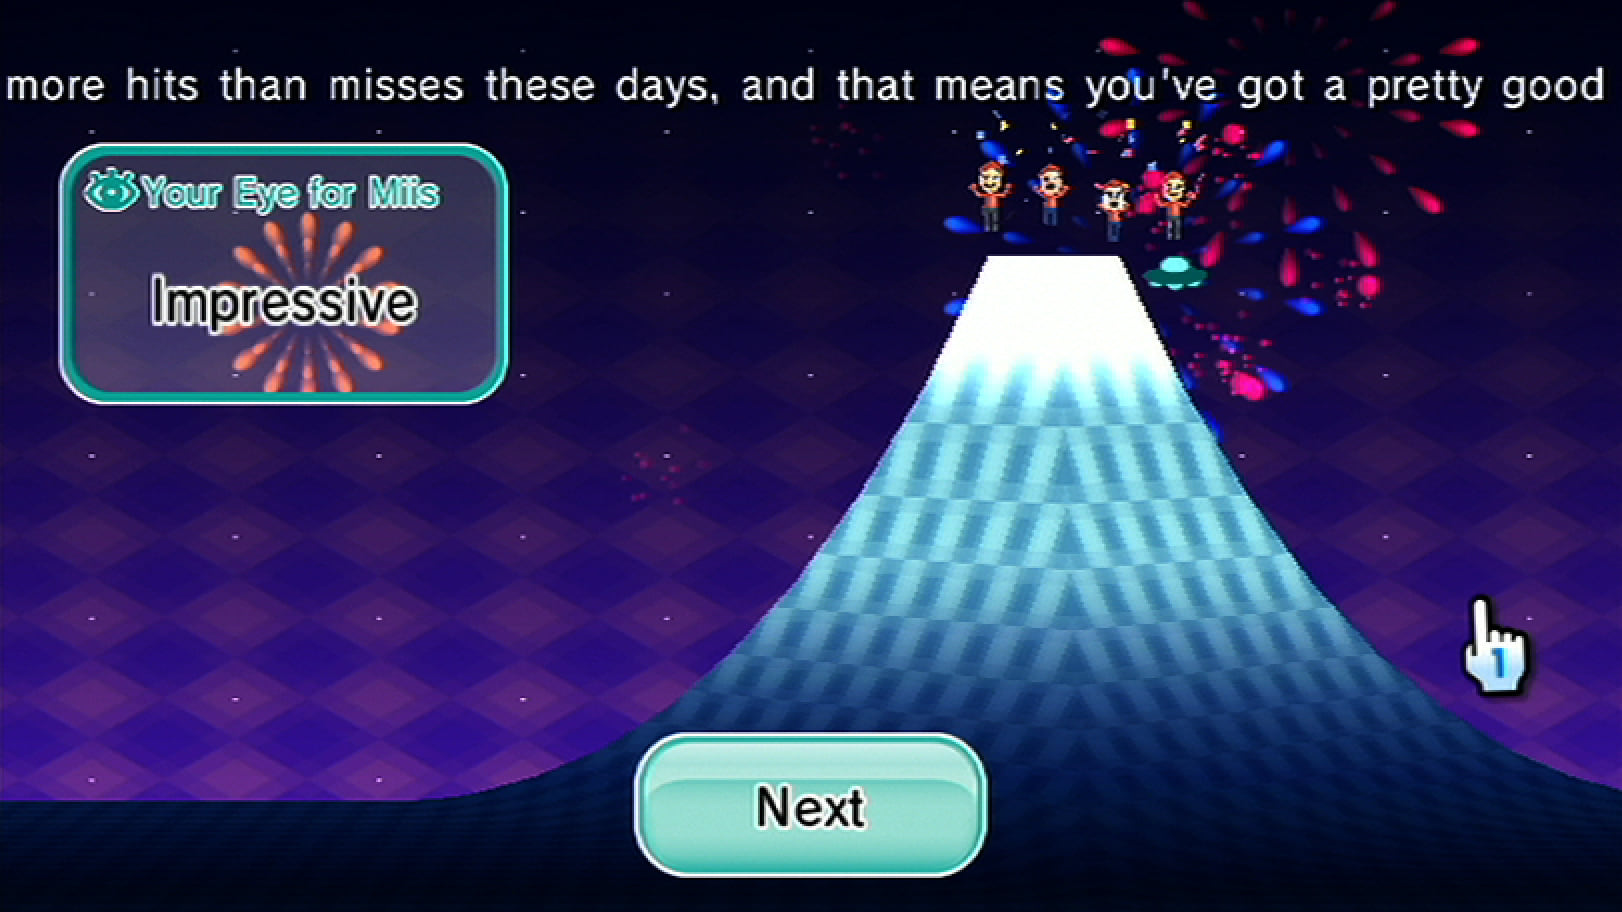 more hits than misses these days, and that means you've got a pretty good
Your Eye for Miis
Impressive
1
Next